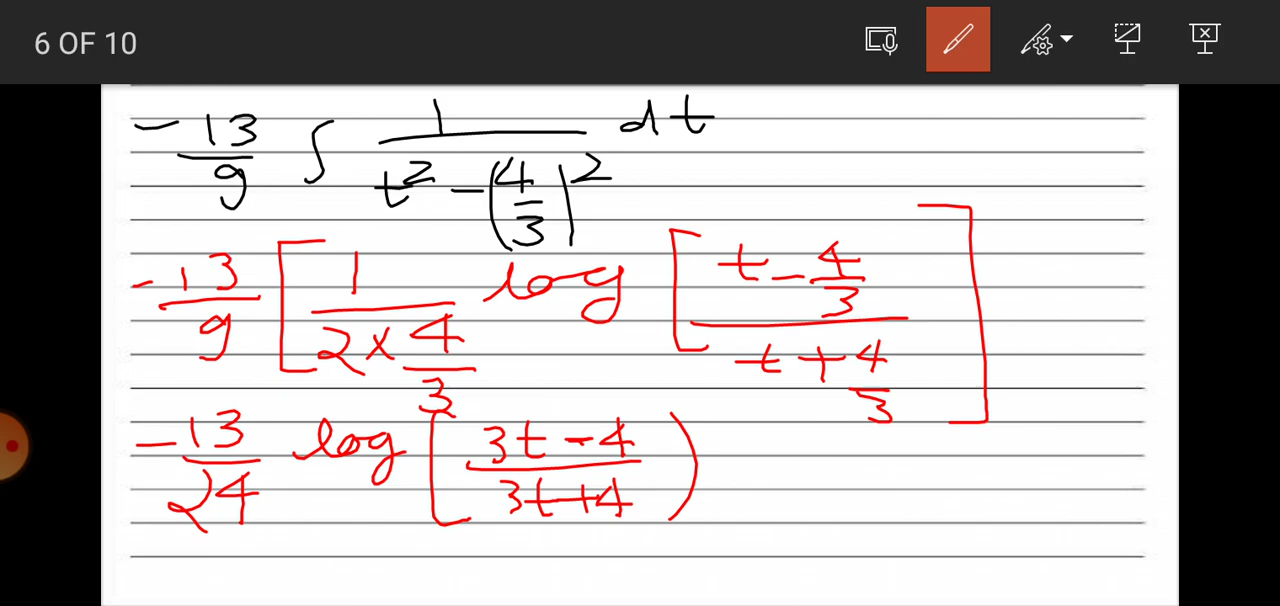 6 OF 10
-13/9 ∫ 1/(t² - (4/3)²) dt
-13/9 [1/(2 × 4/3) log [(t - 4/3)/(t + 4/3)]]
-13/24 log [(3t - 4)/(3t + 4))